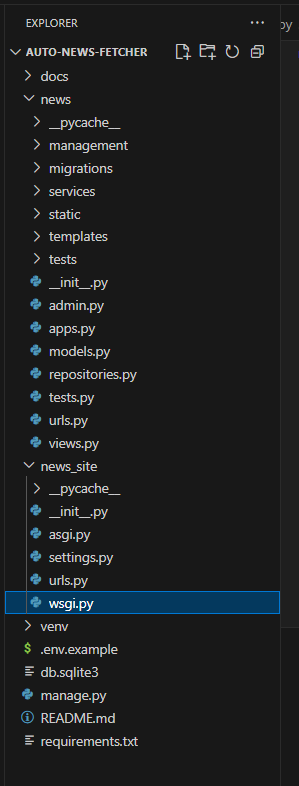 EXPLORER
py
AUTO-NEWS-FETCHER
docs
news
__pycache__
management
migrations
services
static
templates
tests
__init__.py
admin.py
apps.py
models.py
repositories.py
tests.py
urls.py
views.py
news_site
__pycache__
__init__.py
asgi.py
settings.py
urls.py
wsgi.py
venv
$ .env.example
db.sqlite3
manage.py
README.md
requirements.txt